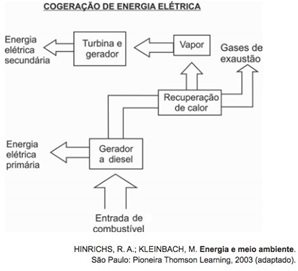 COGERAÇÃO DE ENERGIA ELÉTRICA
Energia
elétrica
secundária
Turbina e
gerador
Vapor
Gases de
exaustão
Recuperação
de calor
Energia
elétrica
primária
Gerador
a diesel
Entrada de
combustível
HINRICHS, R. A.; KLEINBACH, M. Energia e meio ambiente.
São Paulo: Pioneira Thomson Learning, 2003 (adaptado).